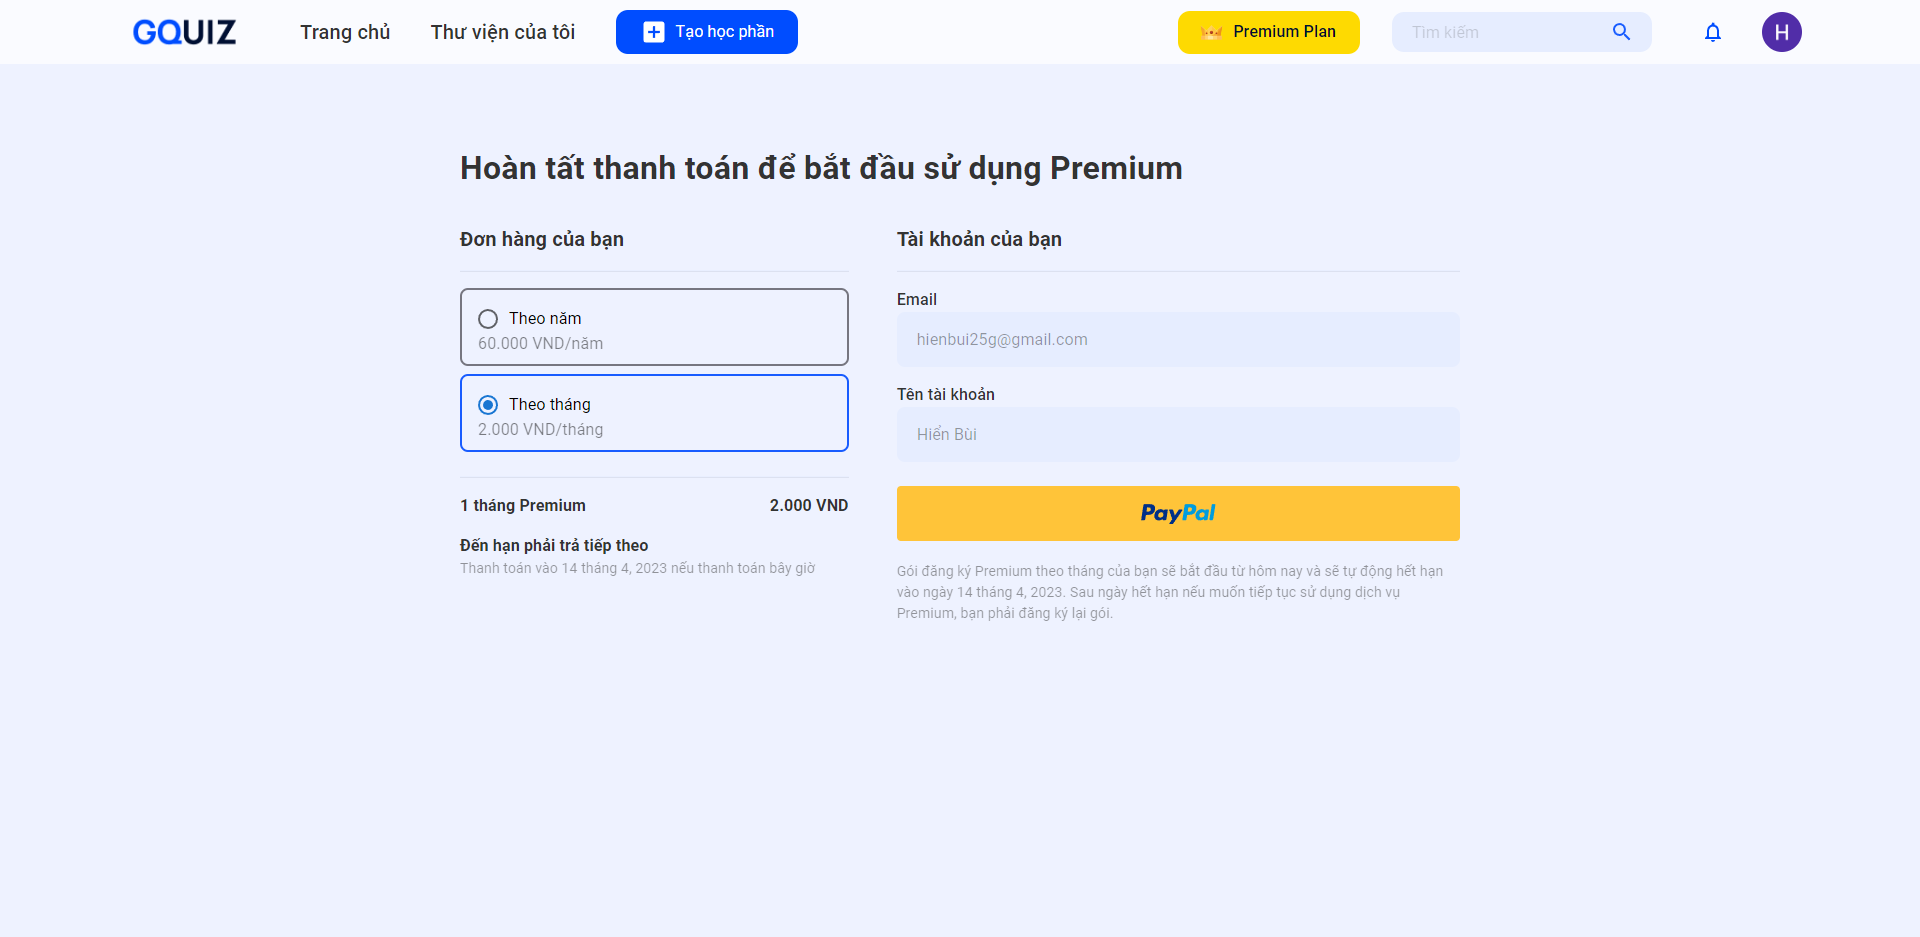 GQUIZ
Trang chủ
Thư viện của tôi
Tạo học phần
Premium Plan
Tìm kiếm
H
Hoàn tất thanh toán để bắt đầu sử dụng Premium
Đơn hàng của bạn
Theo năm
60.000 VND/năm
Theo tháng
2.000 VND/tháng
1 tháng Premium
2.000 VND
Đến hạn phải trả tiếp theo
Thanh toán vào 14 tháng 4, 2023 nếu thanh toán bây giờ
Tài khoản của bạn
Email
hienbui25g@gmail.com
Tên tài khoản
Hiển Bùi
PayPal
Gói đăng ký Premium theo tháng của bạn sẽ bắt đầu từ hôm nay và sẽ tự động hết hạn
vào ngày 14 tháng 4, 2023. Sau ngày hết hạn nếu muốn tiếp tục sử dụng dịch vụ
Premium, bạn phải đăng ký lại gói.